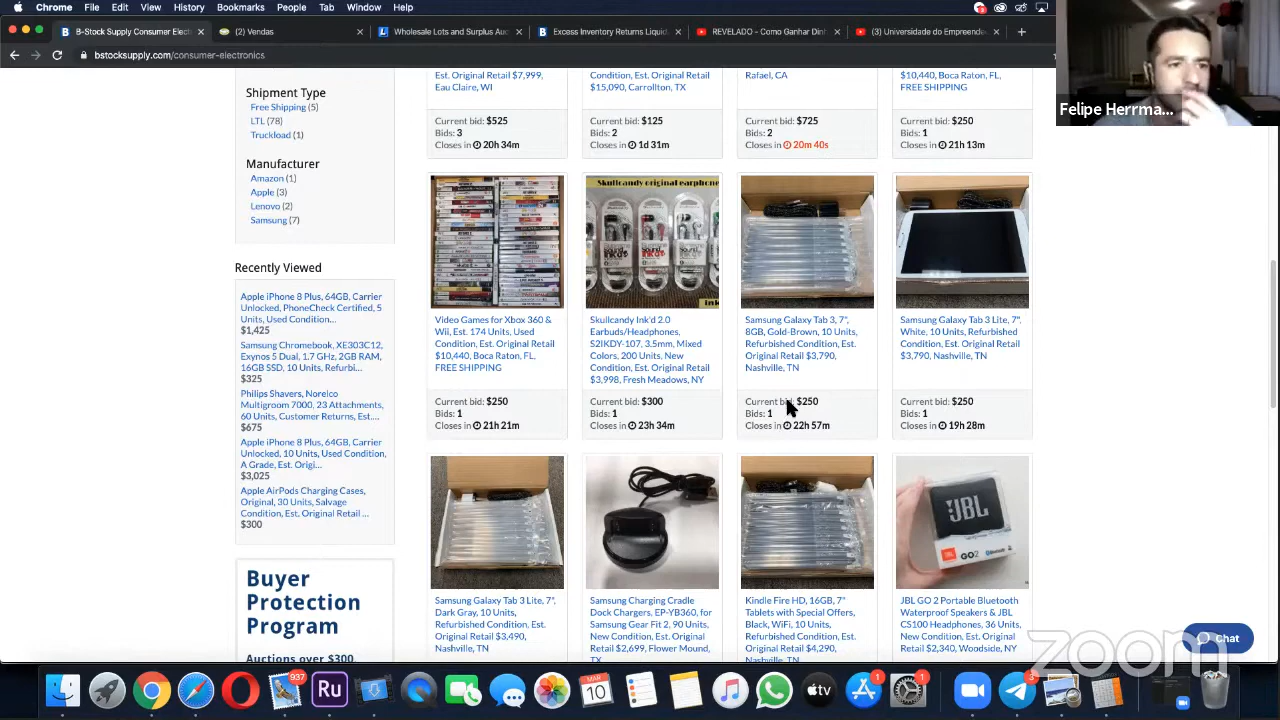 Chrome File Edit View History Bookmarks People Tab Window Help
B-Stock Supply Consumer Elect
(2) Vendas
Wholesale Lots and Surplus Auc
Excess Inventory Returns Liquid
REVELADO - Como Ganhar Dinh
(3) Universidade do Empreende
bstocksupply.com/consumer-electronics
Felipe Herrma...
Shipment Type
Free Shipping (5)
LTL (78)
Truckload (1)
Manufacturer
Amazon (1)
Apple (3)
Lenovo (2)
Samsung (7)
Recently Viewed
Apple iPhone 8 Plus, 64GB, Carrier
Unlocked, PhoneCheck Certified, 5
Units, Used Condition...
$1,425
Samsung Chromebook, XE303C12,
Exynos 5 Dual, 1.7 GHz, 2GB RAM,
16GB SSD, 10 Units, Refurbi...
$325
Philips Shavers, Norelco
Multigroom 7000, 23 Attachments,
60 Units, Customer Returns, Est....
$675
Apple iPhone 8 Plus, 64GB, Carrier
Unlocked, 10 Units, Used Condition,
A Grade, Est. Origi...
$3,025
Apple AirPods Charging Cases,
Original, 30 Units, Salvage
Condition, Est. Original Retail ...
$300
Buyer
Protection
Program
Auctions over $300,
Est. Original Retail $7,999,
Eau Claire, WI
Current bid: $525
Bids: 3
Closes in 20h 34m
Condition, Est. Original Retail
$15,090, Carrollton, TX
Current bid: $125
Bids: 2
Closes in 1d 31m
Rafael, CA
Current bid: $725
Bids: 2
Closes in 20m 40s
$10,440, Boca Raton, FL,
FREE SHIPPING
Current bid: $250
Bids: 1
Closes in 21h 13m
Video Games for Xbox 360 &
Wii, Est. 174 Units, Used
Condition, Est. Original Retail
$10,440, Boca Raton, FL,
FREE SHIPPING
Current bid: $250
Bids: 1
Closes in 21h 21m
Skullcandy original earphone
Skullcandy Ink'd 2.0
Earbuds/Headphones,
S2IKDY-107, 3.5mm, Mixed
Colors, 200 Units, New
Condition, Est. Original Retail
$3,998, Fresh Meadows, NY
Current bid: $300
Bids: 1
Closes in 23h 34m
Samsung Galaxy Tab 3, 7",
8GB, Gold-Brown, 10 Units,
Refurbished Condition, Est.
Original Retail $3,790,
Nashville, TN
Current bid: $250
Bids: 1
Closes in 22h 57m
Samsung Galaxy Tab 3 Lite, 7",
White, 10 Units, Refurbished
Condition, Est. Original Retail
$3,790, Nashville, TN
Current bid: $250
Bids: 1
Closes in 19h 28m
Samsung Galaxy Tab 3 Lite, 7",
Dark Gray, 10 Units,
Refurbished Condition, Est.
Original Retail $3,490,
Nashville, TN
Samsung Charging Cradle
Dock Chargers, EP-YB360, for
Samsung Gear Fit 2, 90 Units,
New Condition, Est. Original
Retail $2,699, Flower Mound,
TX
Kindle Fire HD, 16GB, 7"
Tablets with Special Offers,
Black, WiFi, 10 Units,
Refurbished Condition, Est.
Original Retail $4,290,
Nashville, TN
JBL
GO2
JBL GO 2 Portable Bluetooth
Waterproof Speakers & JBL
CS100 Headphones, 36 Units,
New Condition, Est. Original
Retail $2,340, Woodside, NY
Chat
zoom
937
Ru
MAR
10
tv
1
1
3